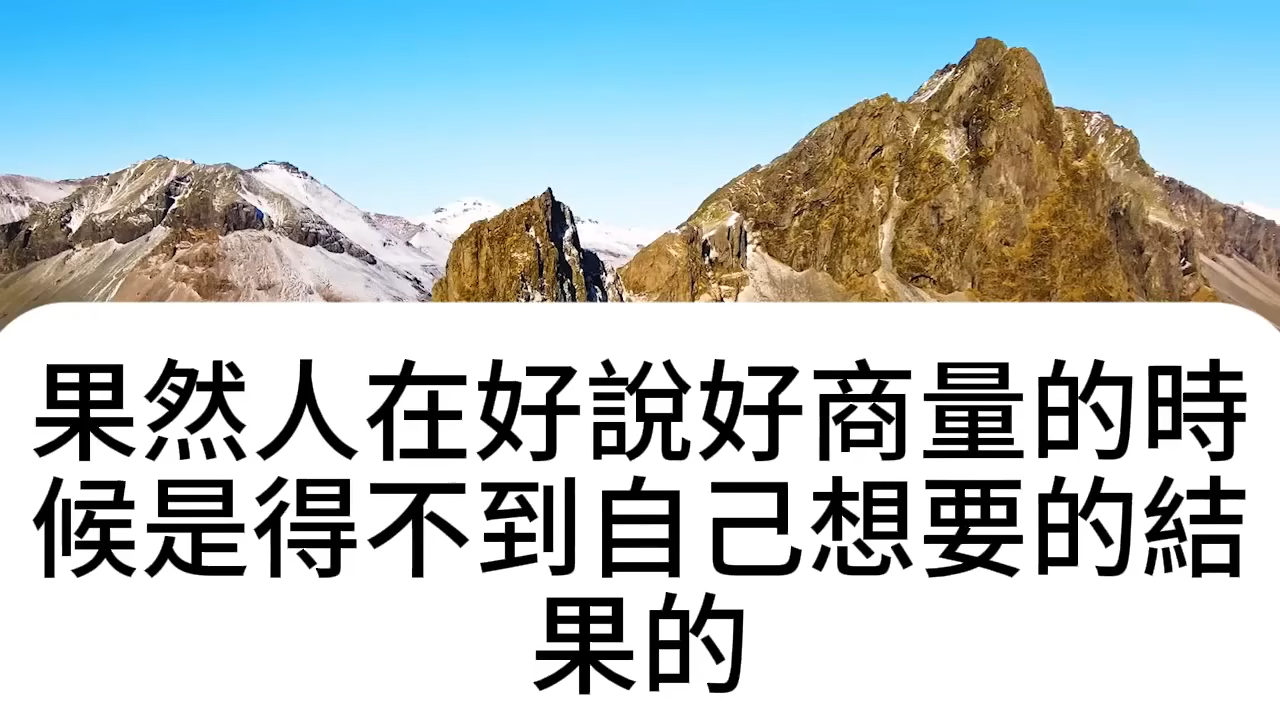 果然人在好說好商量的時
候是得不到自己想要的結
果的